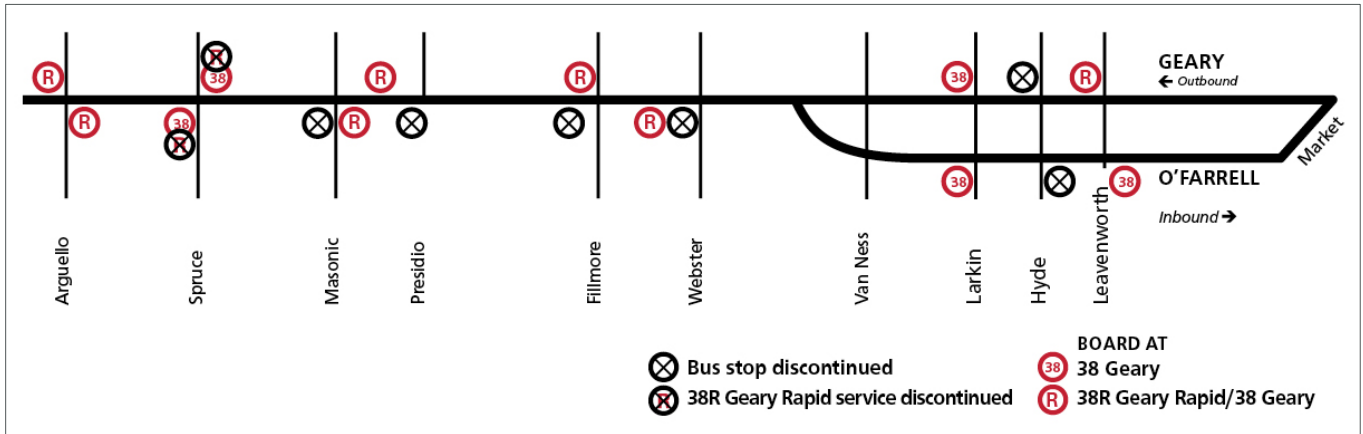 R
R
38
R
R
38
R
GEARY
← Outbound
R
38
R
R
R
Market
38
38
O'FARRELL
Inbound →
Arguello
Spruce
Masonic
Presidio
Fillmore
Webster
Van Ness
Larkin
Hyde
Leavenworth
BOARD AT
Bus stop discontinued
38 38 Geary
R 38R Geary Rapid service discontinued
R 38R Geary Rapid/38 Geary